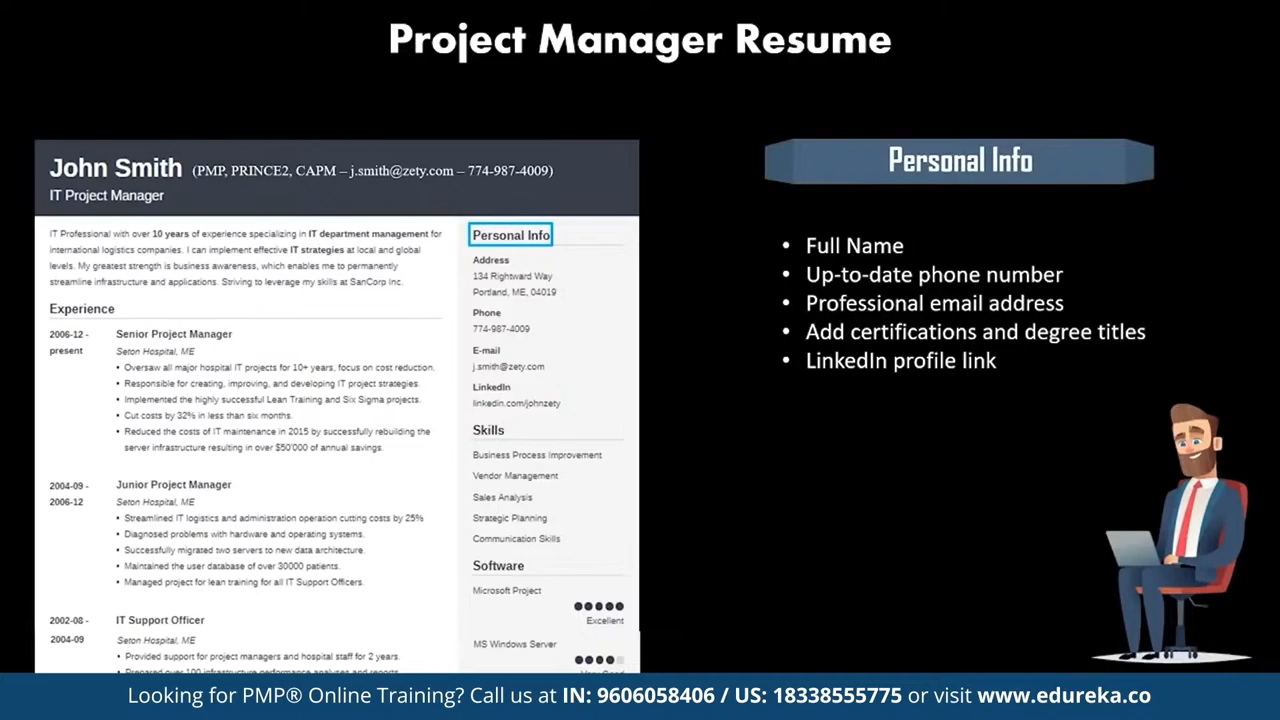 Project Manager Resume
John Smith (PMP, PRINCE2, CAPM – j.smith@zety.com – 774-987-4009)
IT Project Manager
IT Professional with over 10 years of experience specializing in IT department management for
international logistics companies. I can implement effective IT strategies at local and global
levels. My greatest strength is business awareness, which enables me to permanently
streamline infrastructure and applications. Striving to leverage my skills at SanCorp Inc.
Experience
2006-12 -
present
Senior Project Manager
Seton Hospital, ME
• Oversaw all major hospital IT projects for 10+ years, focus on cost reduction.
• Responsible for creating, improving, and developing IT project strategies.
• Implemented the highly successful Lean Training and Six Sigma projects.
• Cut costs by 32% in less than six months.
• Reduced the costs of IT maintenance in 2015 by successfully rebuilding the
server infrastructure resulting in over $50'000 of annual savings.
2004-09 -
2006-12
Junior Project Manager
Seton Hospital, ME
• Streamlined IT logistics and administration operation cutting costs by 25%
• Diagnosed problems with hardware and operating systems.
• Successfully migrated two servers to new data architecture.
• Maintained the user database of over 30000 patients.
• Managed project for lean training for all IT Support Officers.
2002-08 -
2004-09
IT Support Officer
Seton Hospital, ME
• Provided support for project managers and hospital staff for 2 years.
• Prepared over 100 infrastructure performance analyses and reports.
Personal Info
Address
134 Rightward Way
Portland, ME, 04019
Phone
774-987-4009
E-mail
j.smith@zety.com
LinkedIn
linkedin.com/johnzety
Skills
Business Process Improvement
Vendor Management
Sales Analysis
Strategic Planning
Communication Skills
Software
Microsoft Project
Excellent
MS Windows Server
Personal Info
• Full Name
• Up-to-date phone number
• Professional email address
• Add certifications and degree titles
• LinkedIn profile link
Looking for PMP® Online Training? Call us at IN: 9606058406 / US: 18338555775 or visit www.edureka.co